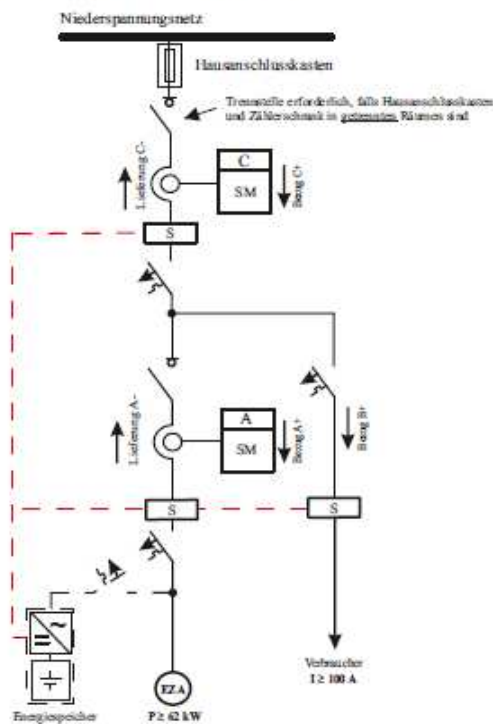 Niederspannungsnetz
Hausanschlusskasten
Trennstelle erforderlich, falls Hausanschlusskasten
und Zählerschrank in getrennten Räumen sind
Lieferung C-
C
SM
Bezug C+
S
Lieferung A-
A
SM
Bezug A+
Bezug B+
S
S
Energiespeicher
EZA
P ≥ 62 kW
Verbraucher
I ≥ 100 A